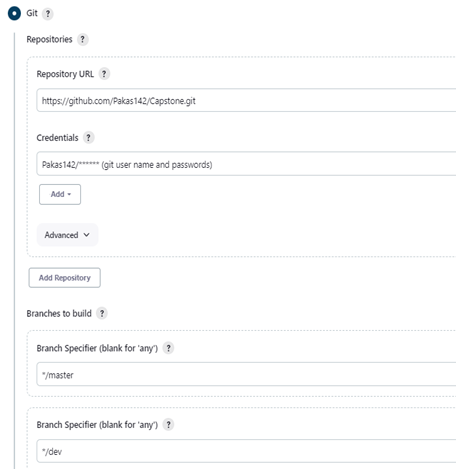 Git ?
Repositories ?
Repository URL ?
https://github.com/Pakas142/Capstone.git
Credentials ?
Pakas142/****** (git user name and passwords)
Add
Advanced
Add Repository
Branches to build ?
Branch Specifier (blank for 'any') ?
*/master
Branch Specifier (blank for 'any') ?
*/dev